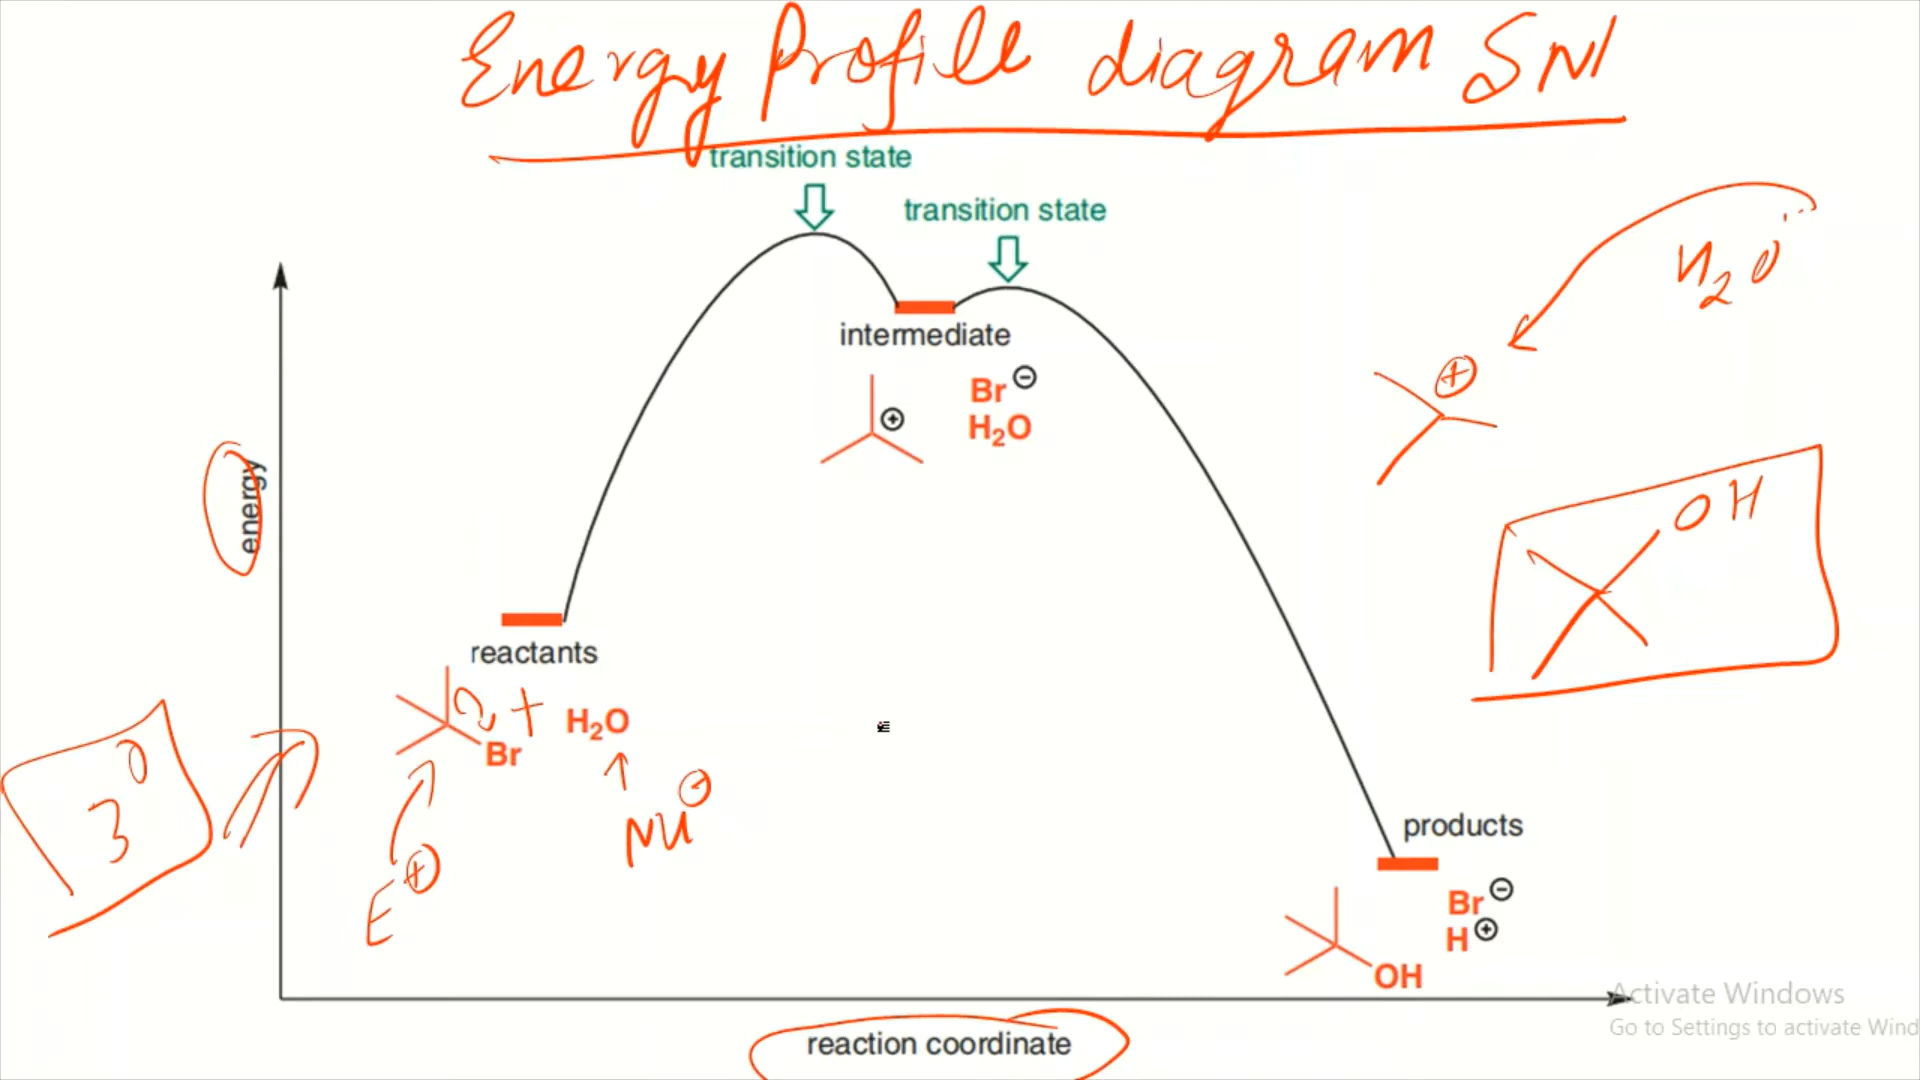 Energy Profile diagram SN1
transition state
transition state
H2O
intermediate
⊕
Br⊖
⊕
H2O
energy
OH
reactants
+ H2O
Br
3°
Nu⊖
E⊕
products
Br⊖
H⊕
OH
Activate Windows
Go to Settings to activate Wind
reaction coordinate